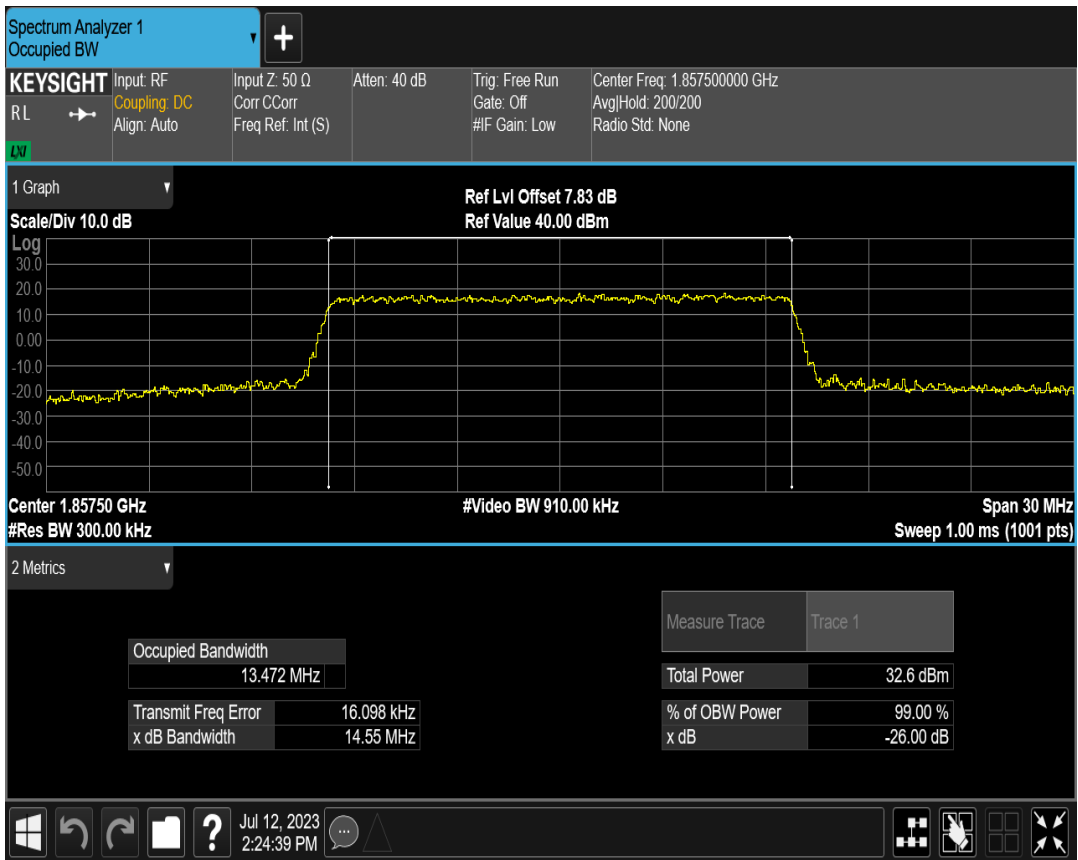 Spectrum Analyzer 1
Occupied BW
+
KEYSIGHT
RL
LXI
Input: RF
Coupling: DC
Align: Auto
Input Z: 50 Ω
Corr CCorr
Freq Ref: Int (S)
Atten: 40 dB
Trig: Free Run
Gate: Off
#IF Gain: Low
Center Freq: 1.857500000 GHz
Avg|Hold: 200/200
Radio Std: None
1 Graph
Scale/Div 10.0 dB
Ref Lvl Offset 7.83 dB
Ref Value 40.00 dBm
Log
30.0
20.0
10.0
0.00
-10.0
-20.0
-30.0
-40.0
-50.0
Center 1.85750 GHz
#Res BW 300.00 kHz
#Video BW 910.00 kHz
Span 30 MHz
Sweep 1.00 ms (1001 pts)
2 Metrics
Occupied Bandwidth
13.472 MHz
Transmit Freq Error 16.098 kHz
x dB Bandwidth 14.55 MHz
Measure Trace Trace 1
Total Power 32.6 dBm
% of OBW Power 99.00 %
x dB -26.00 dB
?
Jul 12, 2023
2:24:39 PM